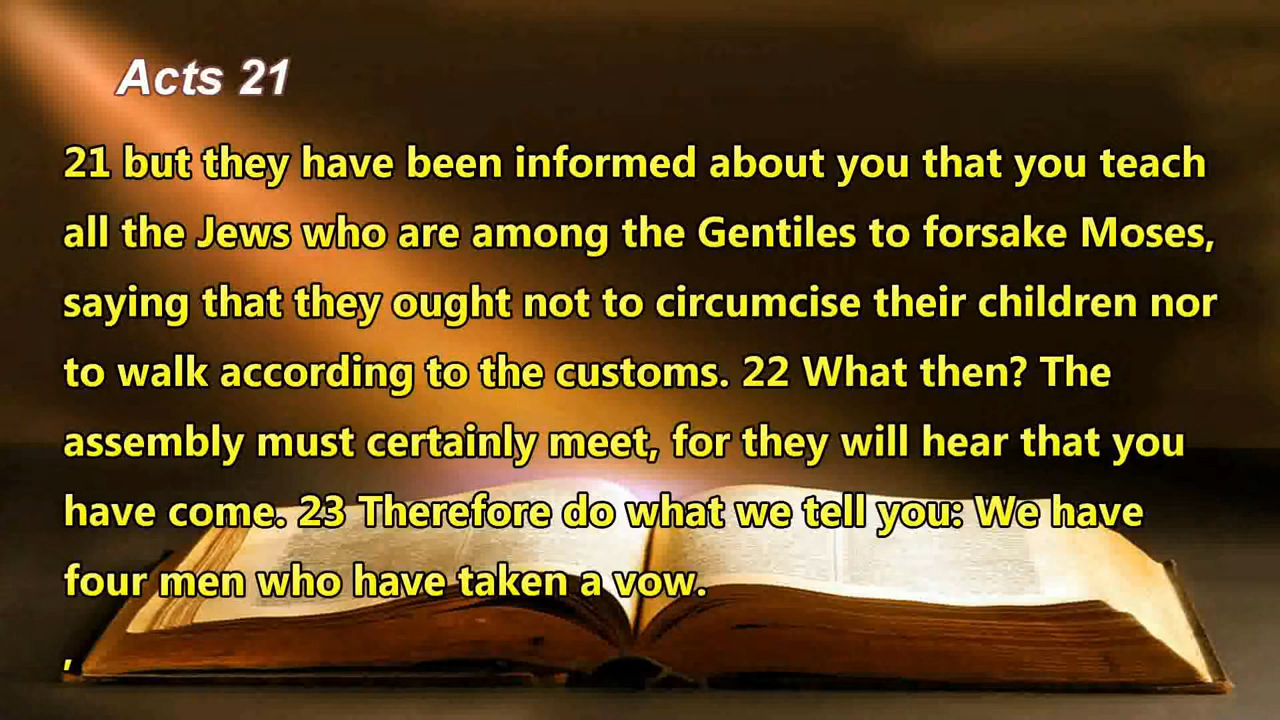 Acts 21
21 but they have been informed about you that you teach
all the Jews who are among the Gentiles to forsake Moses,
saying that they ought not to circumcise their children nor
to walk according to the customs. 22 What then? The
assembly must certainly meet, for they will hear that you
have come. 23 Therefore do what we tell you: We have
four men who have taken a vow.
,